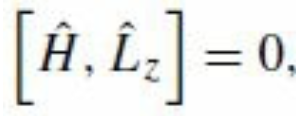 [Ĥ, L̂_z] = 0,